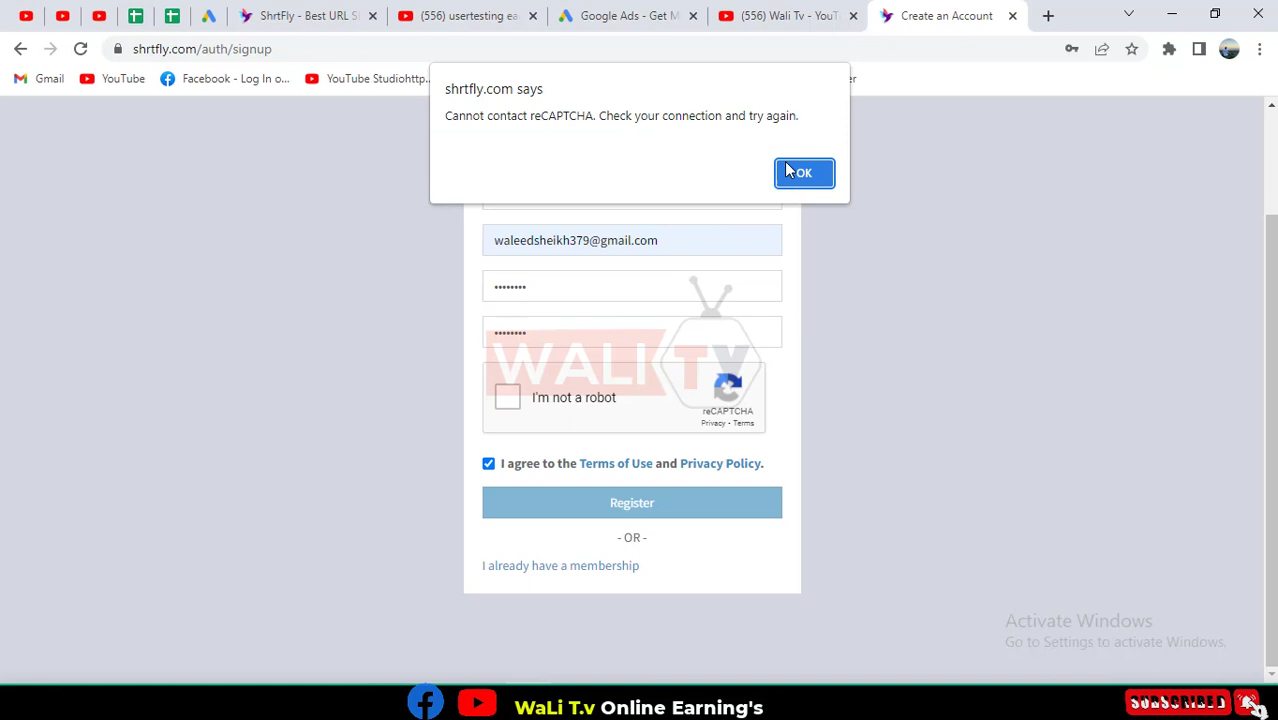 ShrtFly - Best URL S
(556) usertesting ea
Google Ads - Get M
(556) Wali Tv - YouT
Create an Account
shrtfly.com/auth/signup
Gmail
YouTube
Facebook - Log In o...
YouTube Studiohttp...
shrtfly.com says
Cannot contact reCAPTCHA. Check your connection and try again.
OK
waleedsheikh379@gmail.com
WALI TV
I'm not a robot
reCAPTCHA
Privacy - Terms
I agree to the Terms of Use and Privacy Policy.
Register
- OR -
I already have a membership
Activate Windows
Go to Settings to activate Windows.
WaLi T.v Online Earning's
SUBSCRIBED